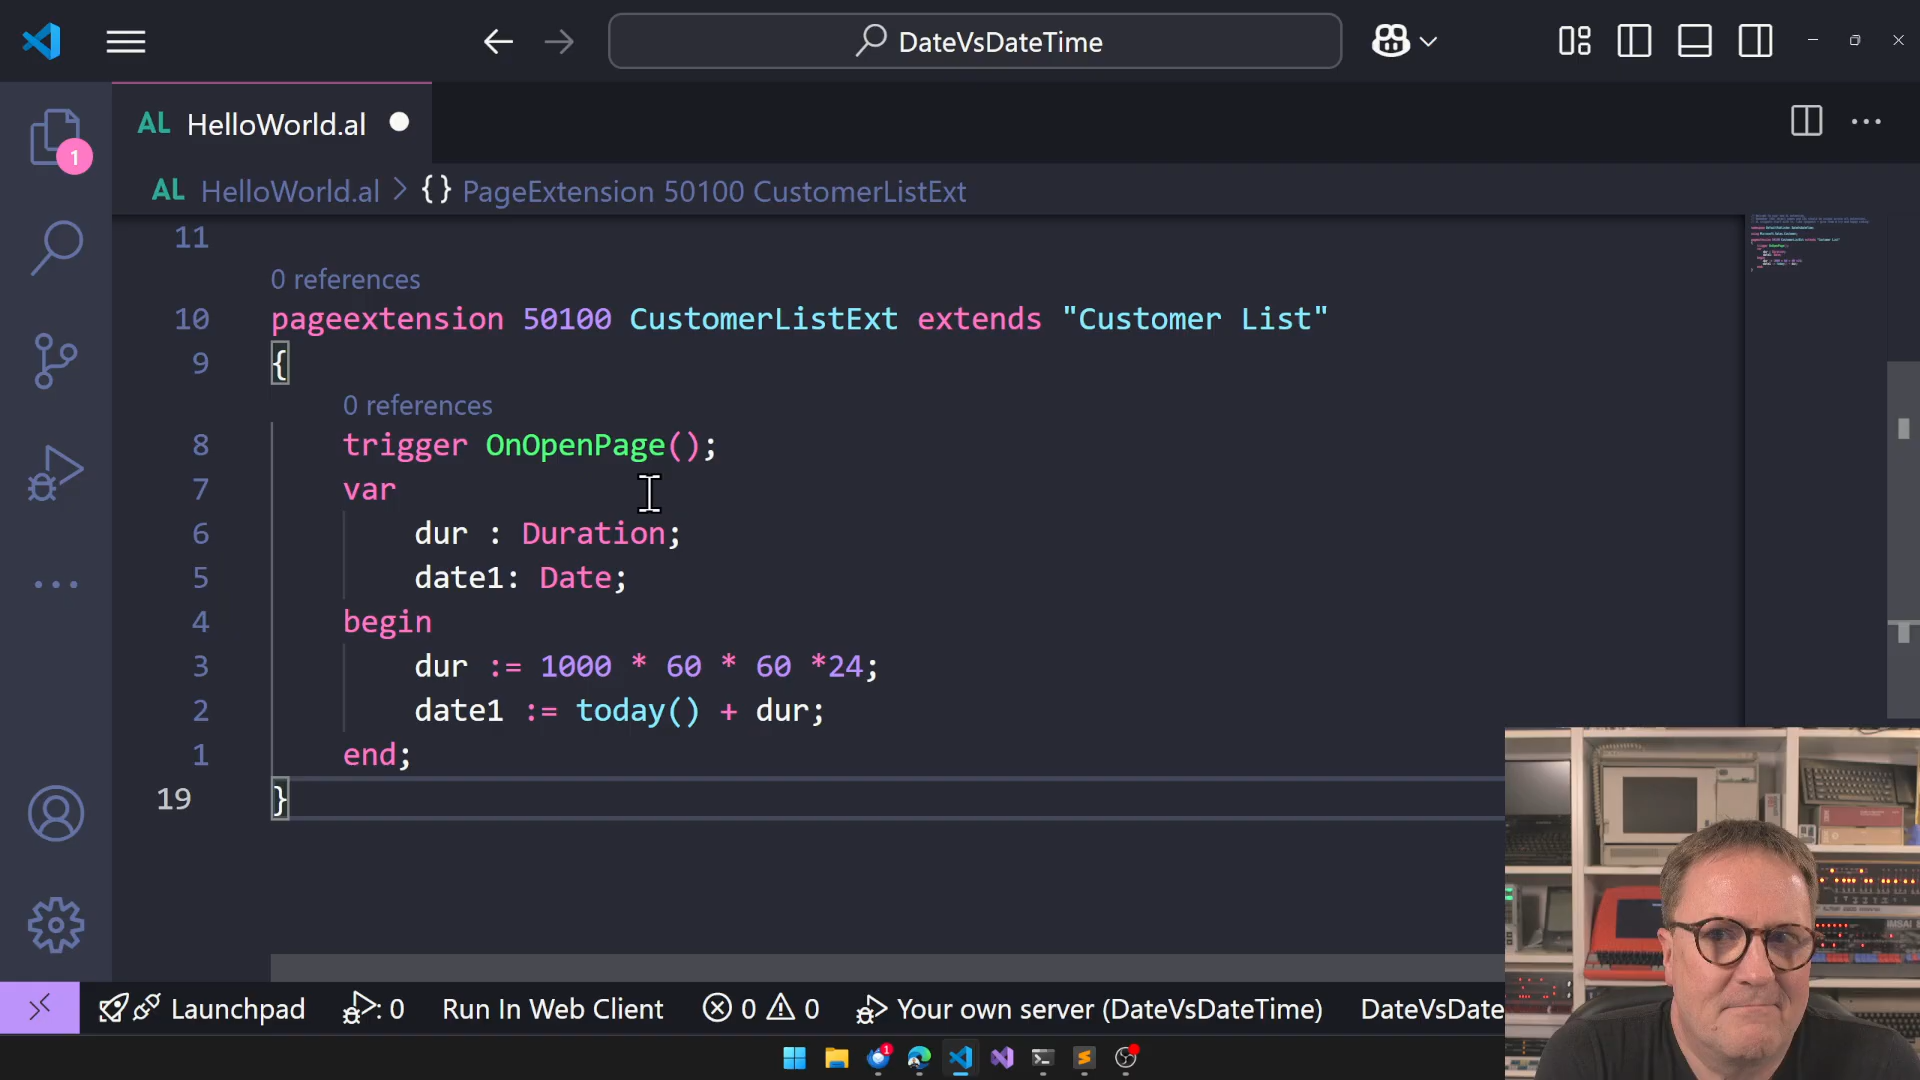 DateVsDateTime
AL HelloWorld.al
1
AL HelloWorld.al > {} PageExtension 50100 CustomerListExt
11
0 references
10 pageextension 50100 CustomerListExt extends "Customer List"
9 {
0 references
8 trigger OnOpenPage();
7 var
6 dur : Duration;
5 date1: Date;
4 begin
3 dur := 1000 * 60 * 60 *24;
2 date1 := today() + dur;
1 end;
19 }
Launchpad 0 Run In Web Client 0 0 Your own server (DateVsDateTime) DateVsDate
1
IMSAI